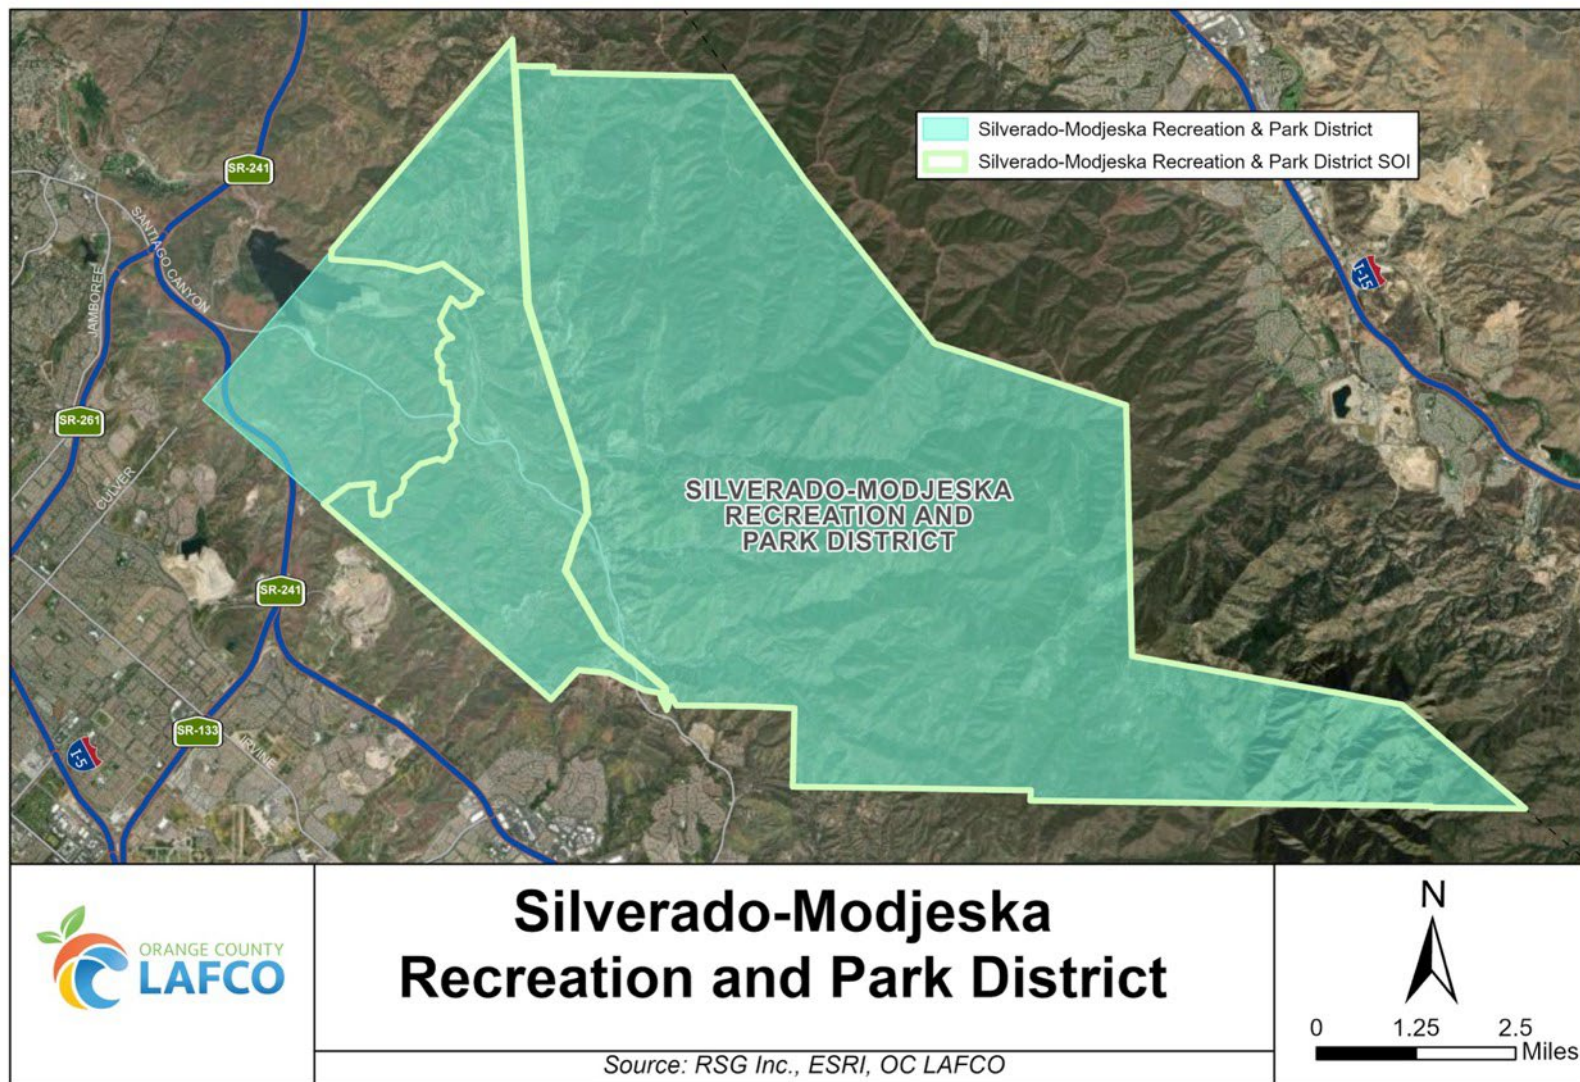 Silverado-Modjeska Recreation & Park District
Silverado-Modjeska Recreation & Park District SOI
SR-241
SANTIAGO CANYON
JAMBOREE
I-15
SR-261
CULVER
SILVERADO-MODJESKA
RECREATION AND
PARK DISTRICT
SR-241
SR-133
IRVINE
I-5
ORANGE COUNTY
LAFCO
Silverado-Modjeska
Recreation and Park District
Source: RSG Inc., ESRI, OC LAFCO
N
0 1.25 2.5
Miles